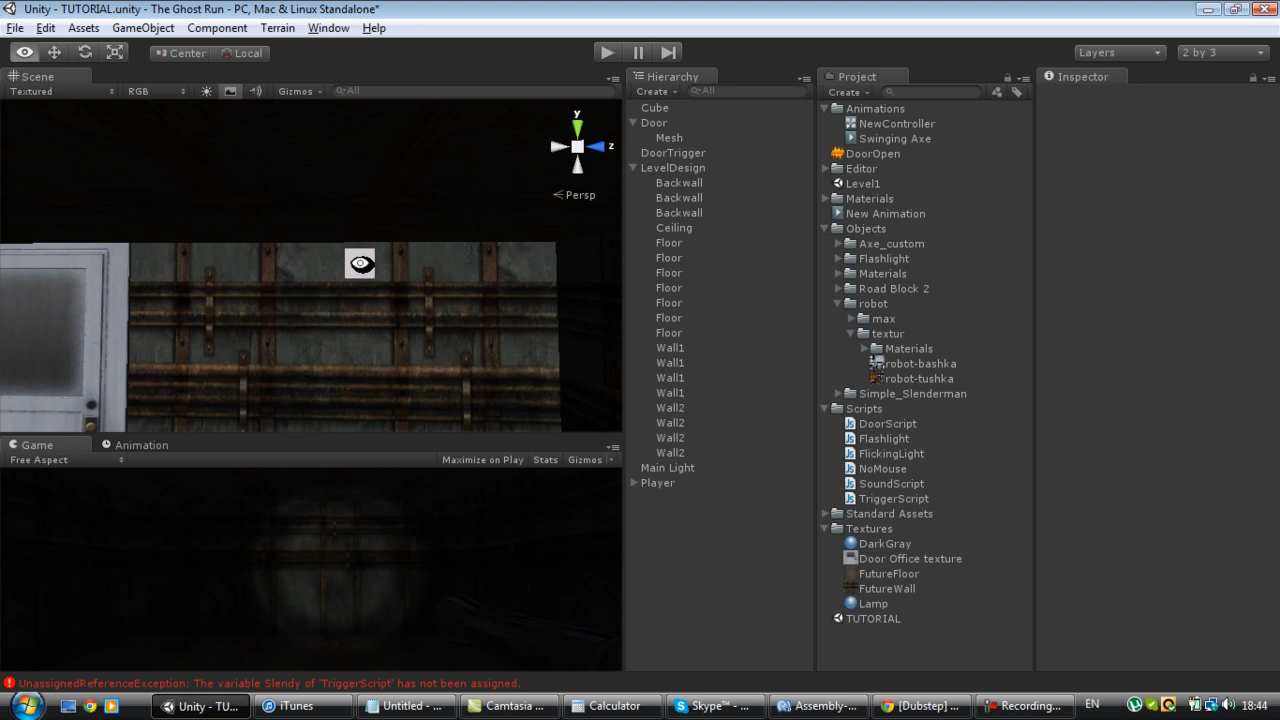 Unity - TUTORIAL.unity - The Ghost Run - PC, Mac & Linux Standalone*
File Edit Assets GameObject Component Terrain Window Help
Center Local
Layers
2 by 3
Scene
Textured RGB Gizmos All
y
z
Persp
Game Animation
Free Aspect Maximize on Play Stats Gizmos
Hierarchy
Create All
Cube
Door
Mesh
DoorTrigger
LevelDesign
Backwall
Backwall
Backwall
Ceiling
Floor
Floor
Floor
Floor
Floor
Floor
Floor
Wall1
Wall1
Wall1
Wall1
Wall2
Wall2
Wall2
Wall2
Main Light
Player
Project
Create
Animations
NewController
Swinging Axe
DoorOpen
Editor
Level1
Materials
New Animation
Objects
Axe_custom
Flashlight
Materials
Road Block 2
robot
max
textur
Materials
robot-bashka
robot-tushka
Simple_Slenderman
Scripts
DoorScript
Flashlight
FlickingLight
NoMouse
SoundScript
TriggerScript
Standard Assets
Textures
DarkGray
Door Office texture
FutureFloor
FutureWall
Lamp
TUTORIAL
Inspector
UnassignedReferenceException: The variable Slendy of 'TriggerScript' has not been assigned.
Unity - TU... iTunes Untitled - ... Camtasia ... Calculator Skype™ - ... Assembly-... [Dubstep] ... Recording... EN 18:44